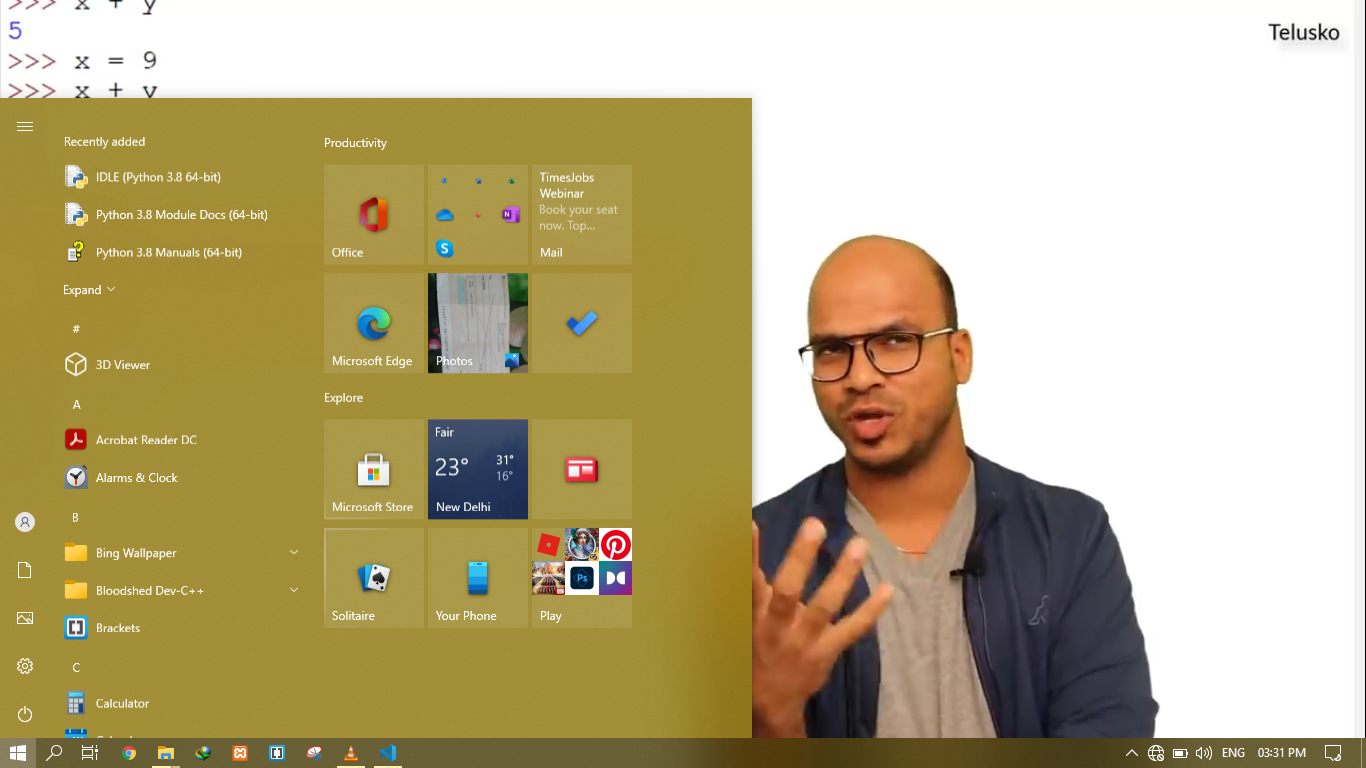 >>> x + y
5
>>> x = 9
>>> x + y
Telusko
Recently added
IDLE (Python 3.8 64-bit)
Python 3.8 Module Docs (64-bit)
Python 3.8 Manuals (64-bit)
Expand
#
3D Viewer
A
Acrobat Reader DC
Alarms & Clock
B
Bing Wallpaper
Bloodshed Dev-C++
Brackets
C
Calculator
Productivity
Office
TimesJobs
Webinar
Book your seat
now. Top...
Mail
Microsoft Edge
Photos
Explore
Microsoft Store
Fair
23°
31°
16°
New Delhi
Solitaire
Your Phone
Ps
Play
ENG
03:31 PM